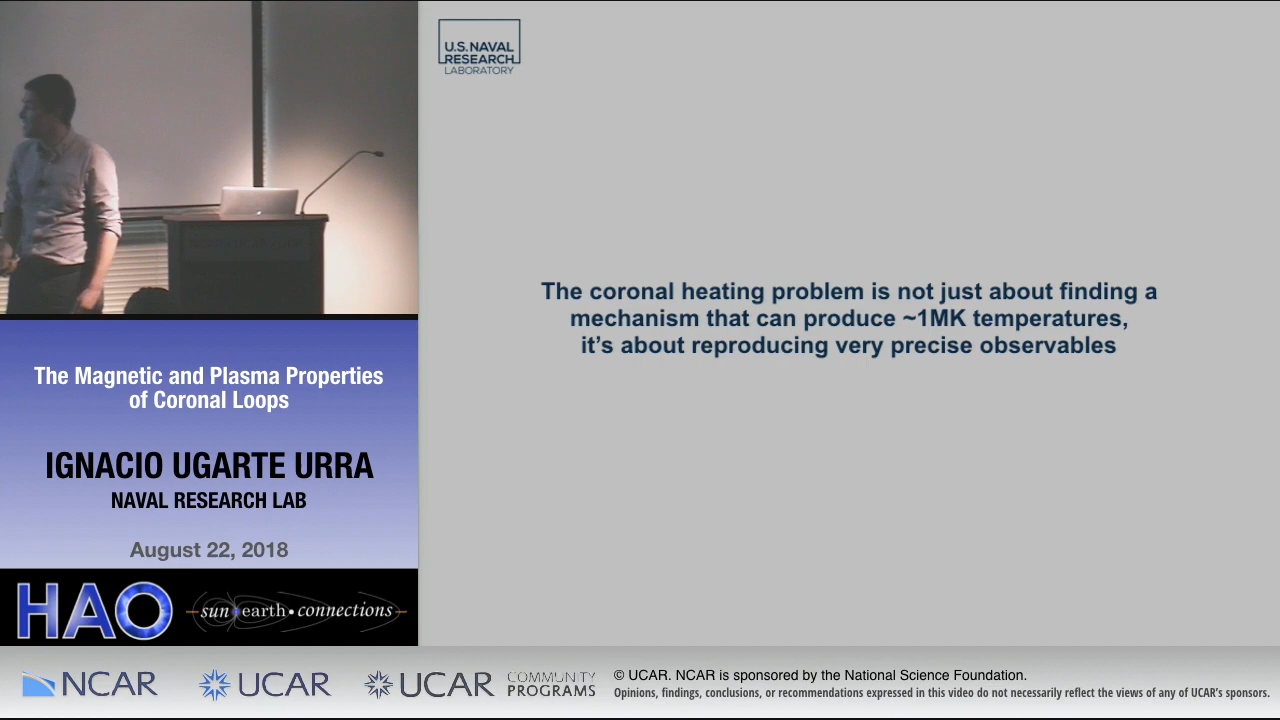 U.S. NAVAL
RESEARCH
LABORATORY
The coronal heating problem is not just about finding a
mechanism that can produce ~1MK temperatures,
it's about reproducing very precise observables
The Magnetic and Plasma Properties
of Coronal Loops
IGNACIO UGARTE URRA
NAVAL RESEARCH LAB
August 22, 2018
HAO
sun•earth•connections
NCAR
UCAR
UCAR
COMMUNITY
PROGRAMS
© UCAR. NCAR is sponsored by the National Science Foundation.
Opinions, findings, conclusions, or recommendations expressed in this video do not necessarily reflect the views of any of UCAR's sponsors.